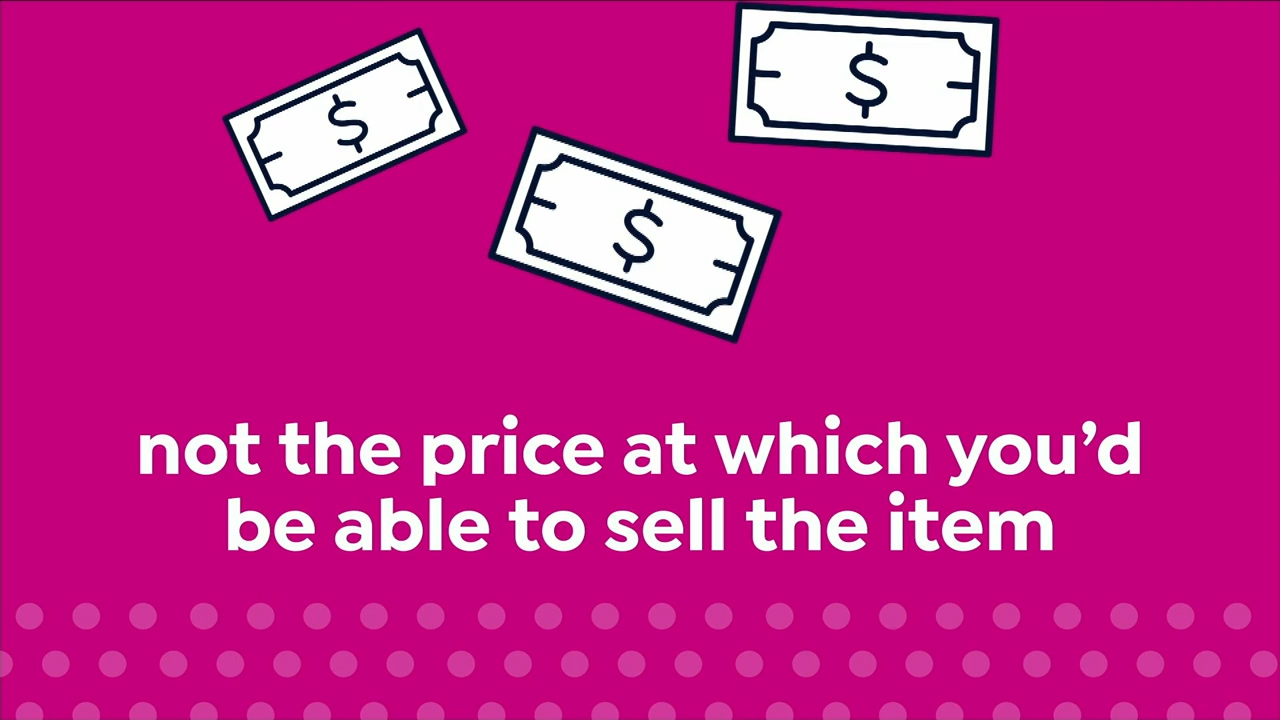 $
$
$
not the price at which you’d
be able to sell the item